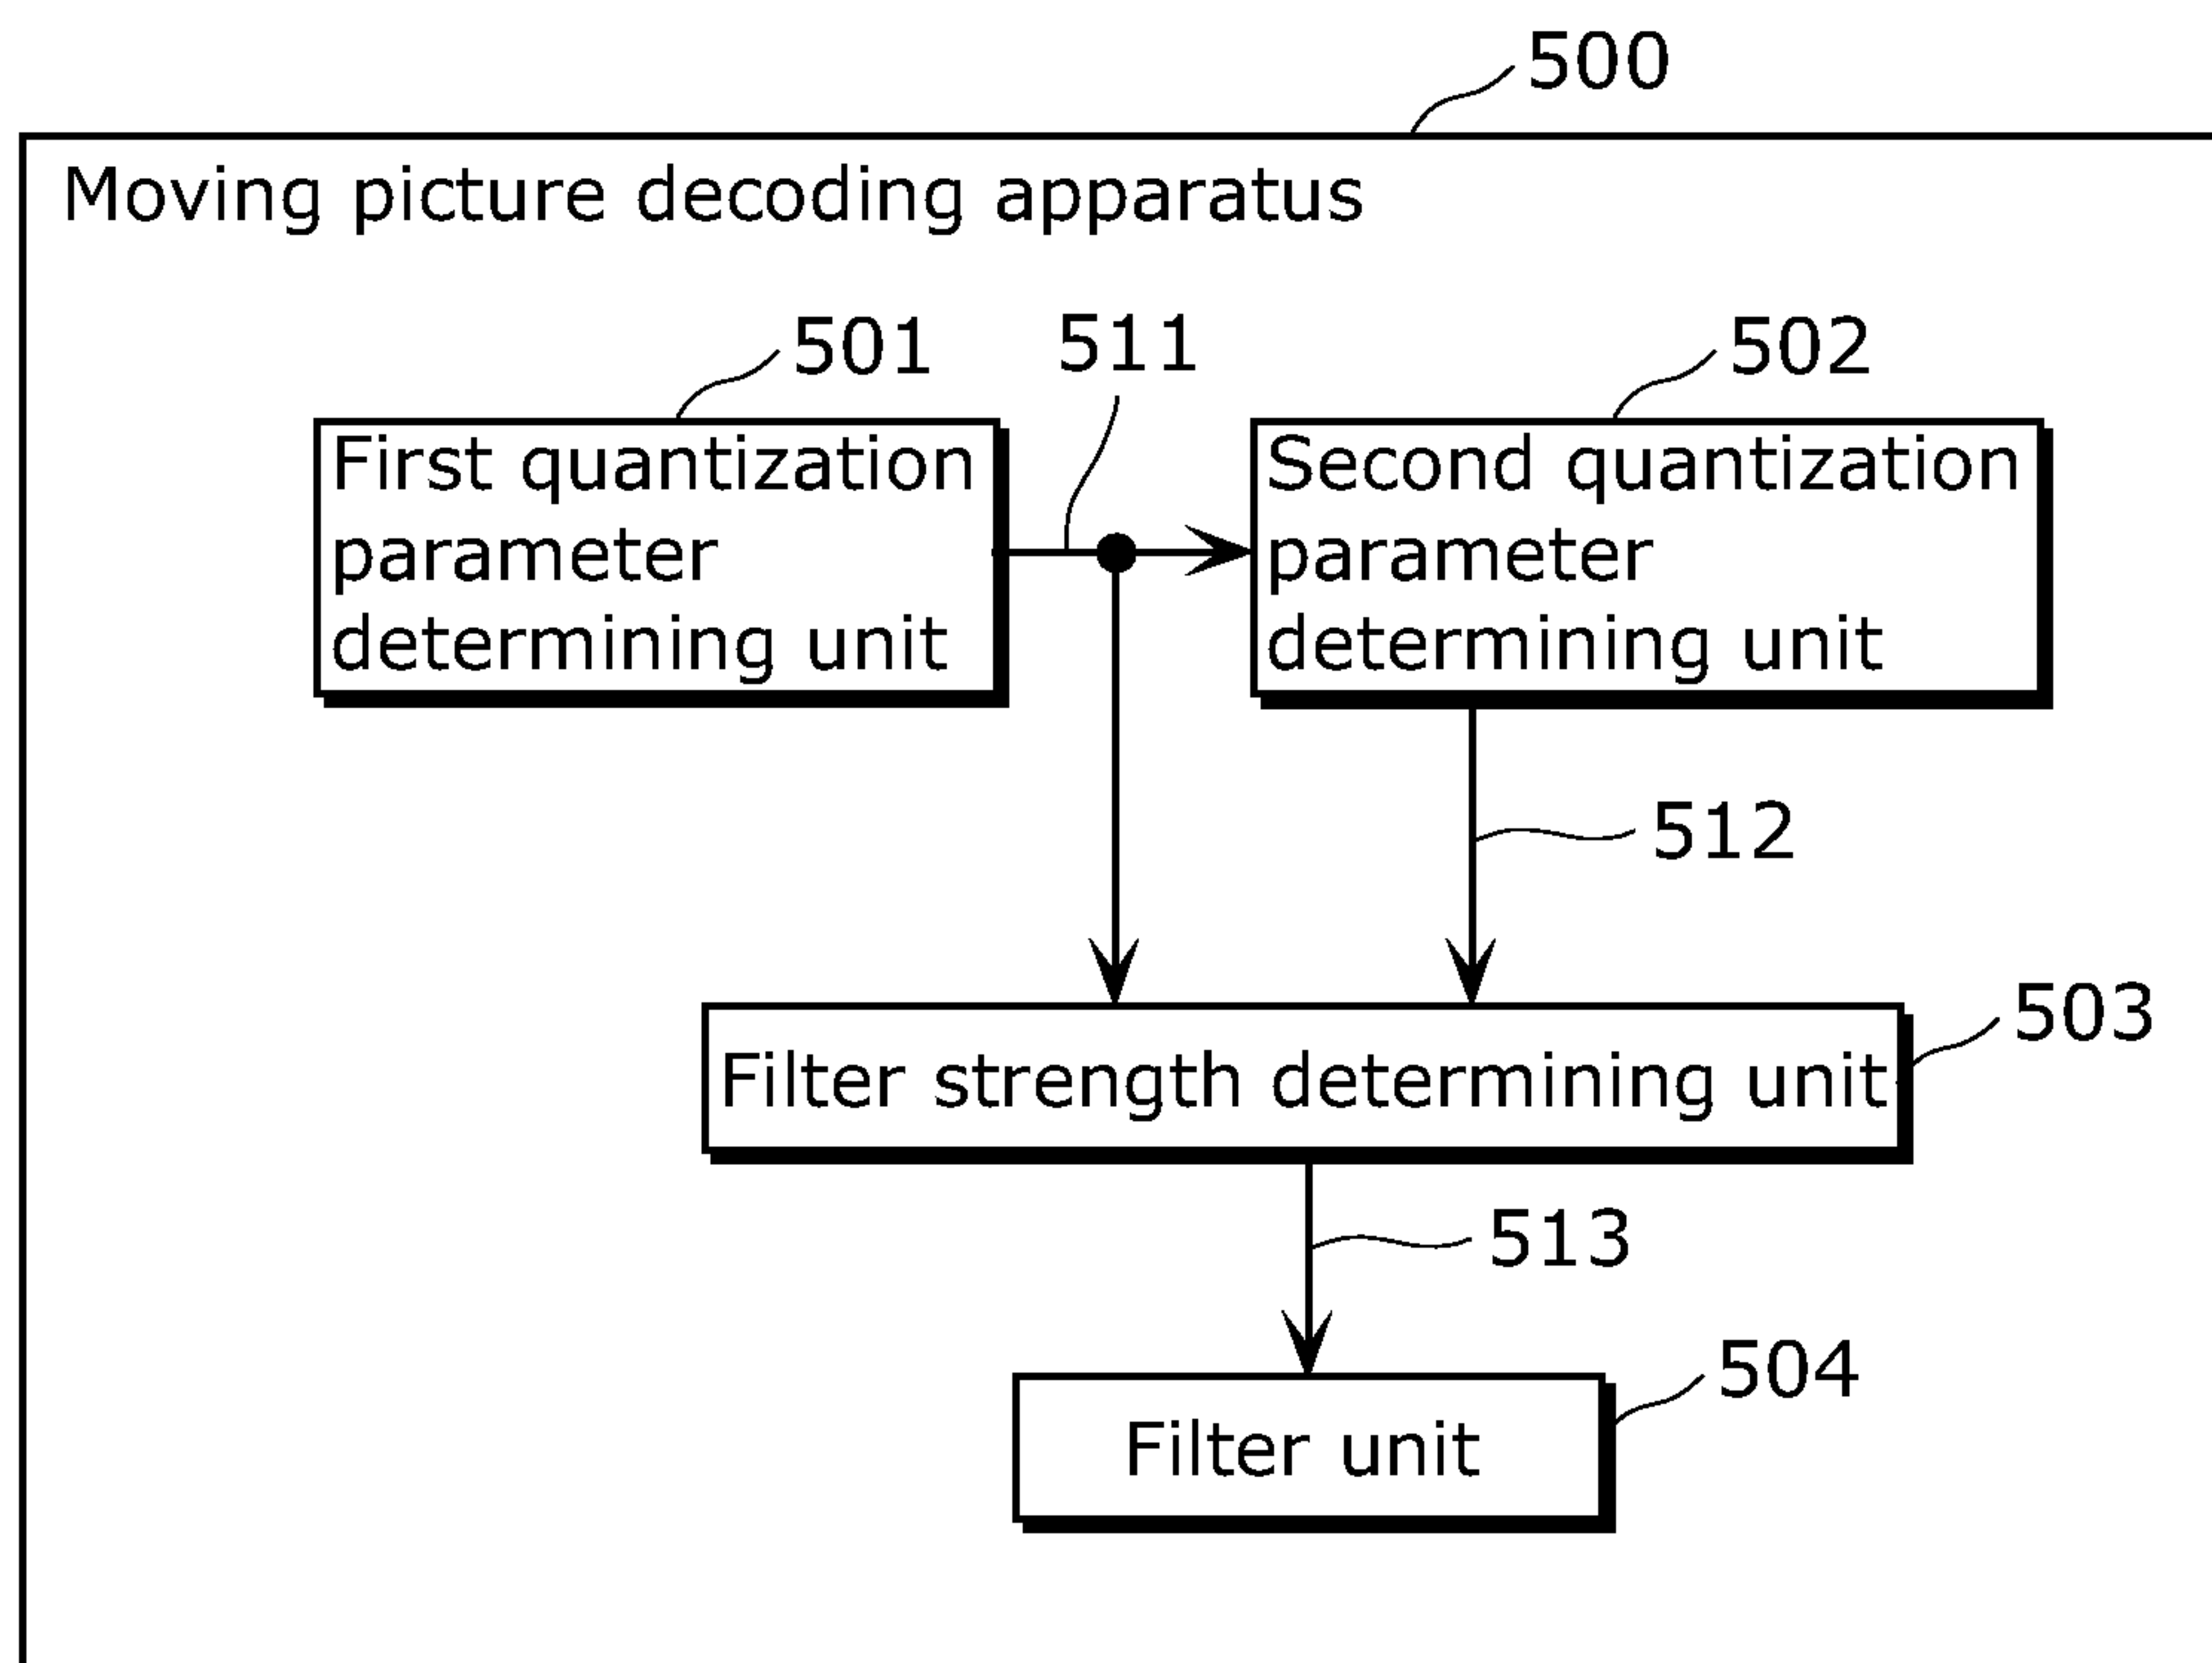 500
Moving picture decoding apparatus
501
511
502
First quantization
parameter
determining unit
Second quantization
parameter
determining unit
512
503
Filter strength determining unit
513
504
Filter unit